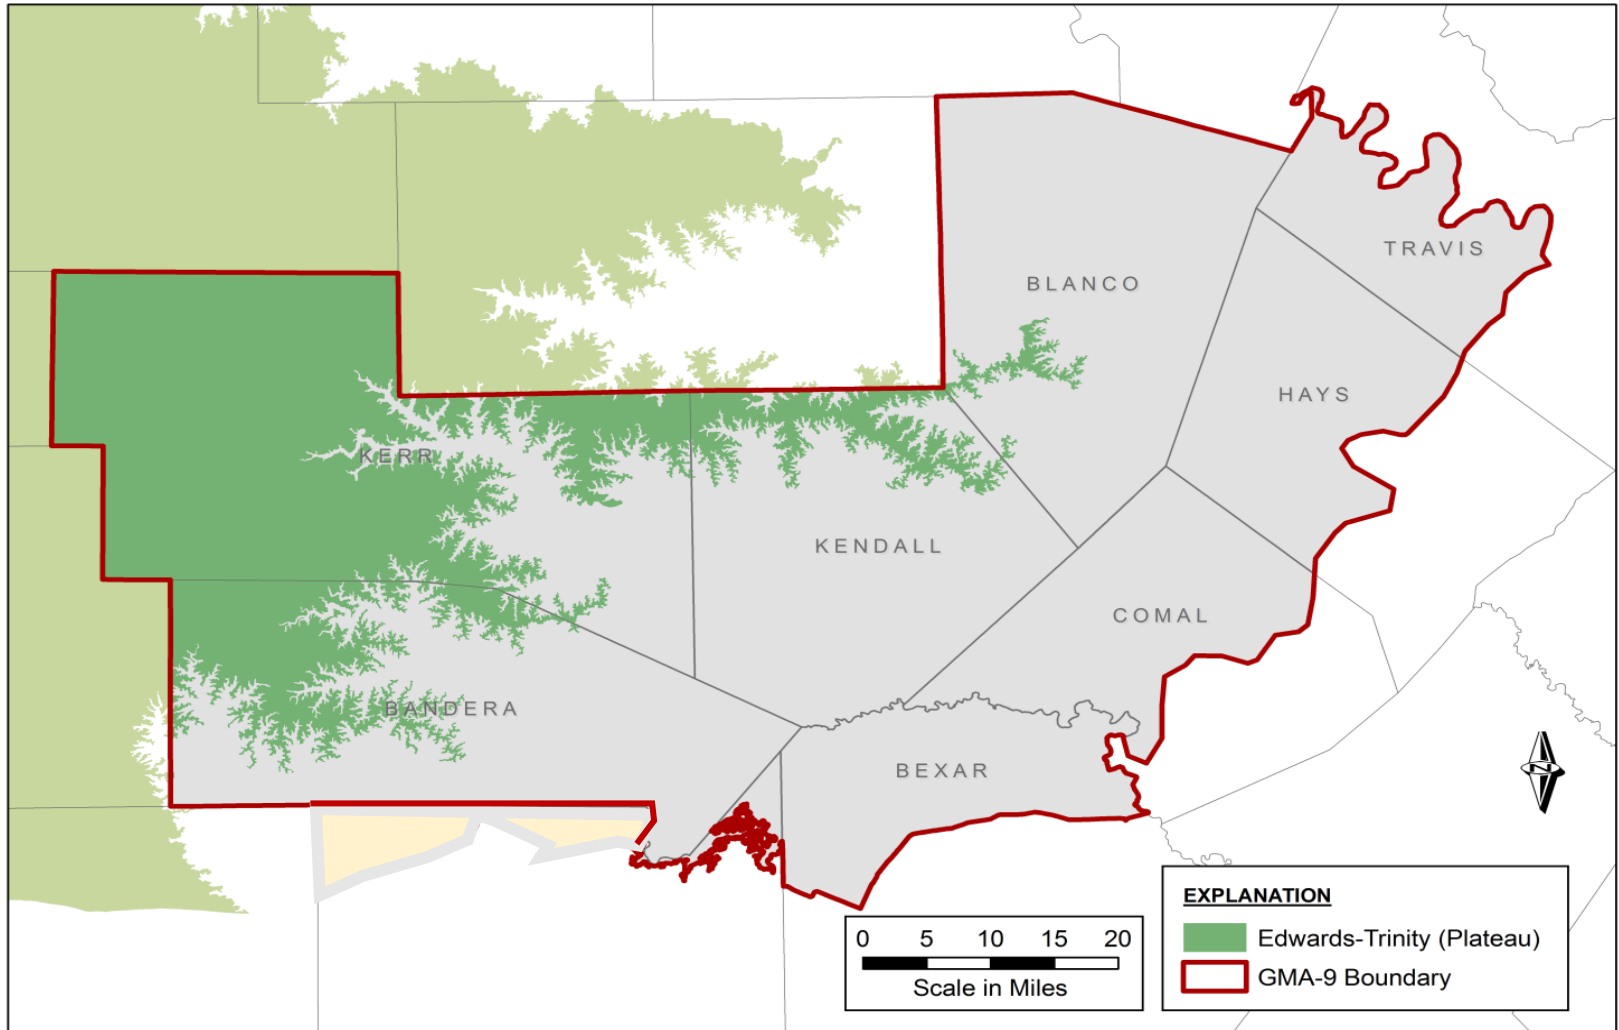 TRAVIS
BLANCO
HAYS
KERR
KENDALL
COMAL
BANDERA
BEXAR
N
EXPLANATION
Edwards-Trinity (Plateau)
GMA-9 Boundary
0 5 10 15 20
Scale in Miles